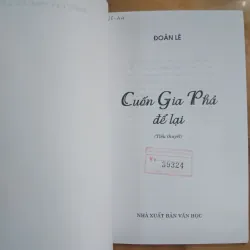 ĐOÀN LÊ
Cuốn Gia Phả
để lại
(Tiểu thuyết)
29324
NHÀ XUẤT BẢN VĂN HỌC